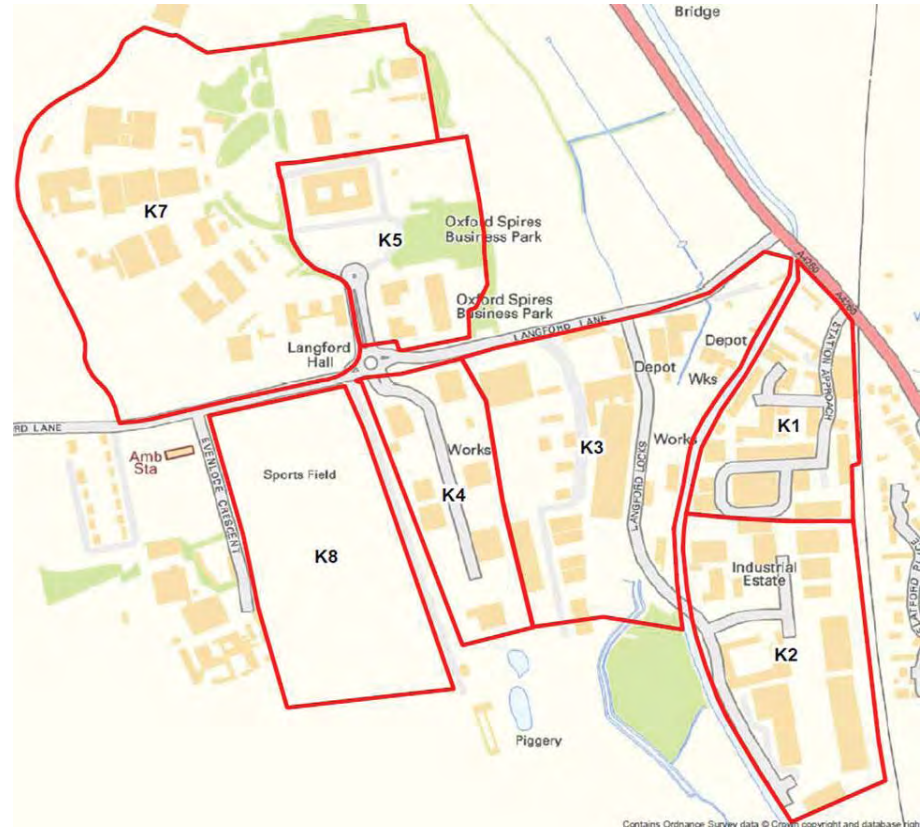 Bridge
A4260
A4260
K7
K5
Oxford Spires
Business Park
Oxford Spires
Business Park
LANGFORD LANE
STATION APPROACH
Langford
Hall
Depot
Depot
Wks
K1
RD LANE
Amb
Sta
EVENLODE CRESCENT
Sports Field
Works
K4
K3
Works
LANGFORD LOCKS
K8
Industrial
Estate
K2
Piggery
Contains Ordnance Survey data © Crown copyright and database righ